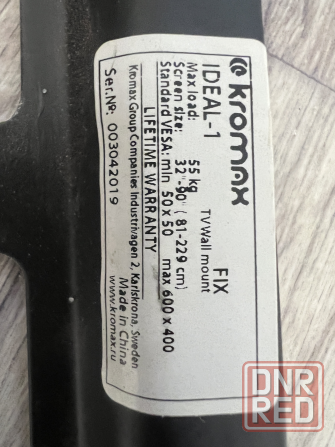 kromax
IDEAL-1 FIX
TV Wall mount
Max load: 55 kg
Screen size: 32"-90" (81-229 cm)
Standard VESA: min 50 x 50 max 600 x 400
LIFETIME WARRANTY
Kromax Group Companies Industrivagen 2, Karlskrona, Sweden
Made in China
Ser.№: 003042019
www.kromax.ru
DNR
RED